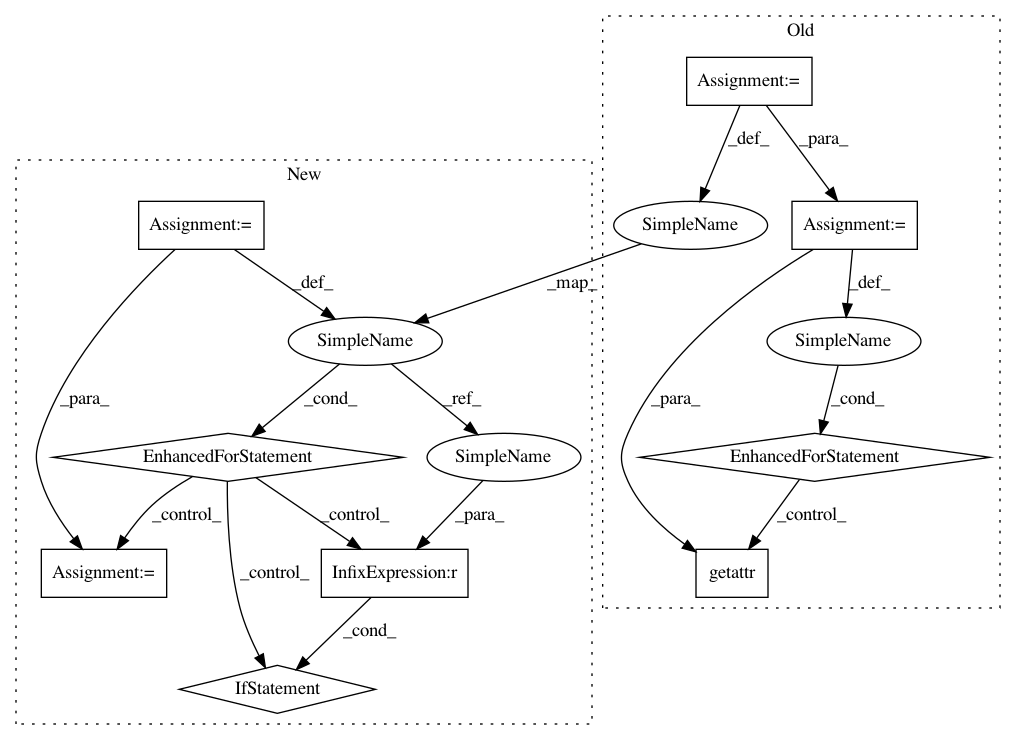 Old
Assignment:=
_def_
_para_
New
Assignment:=
SimpleName
Assignment:=
_def_
_map_
_def_
SimpleName
SimpleName
_para_
_cond_
_ref_
_para_
_cond_
EnhancedForStatement
SimpleName
EnhancedForStatement
_control_
_control_
_para_
_control_
Assignment:=
_control_
InfixExpression:r
getattr
_cond_
IfStatement